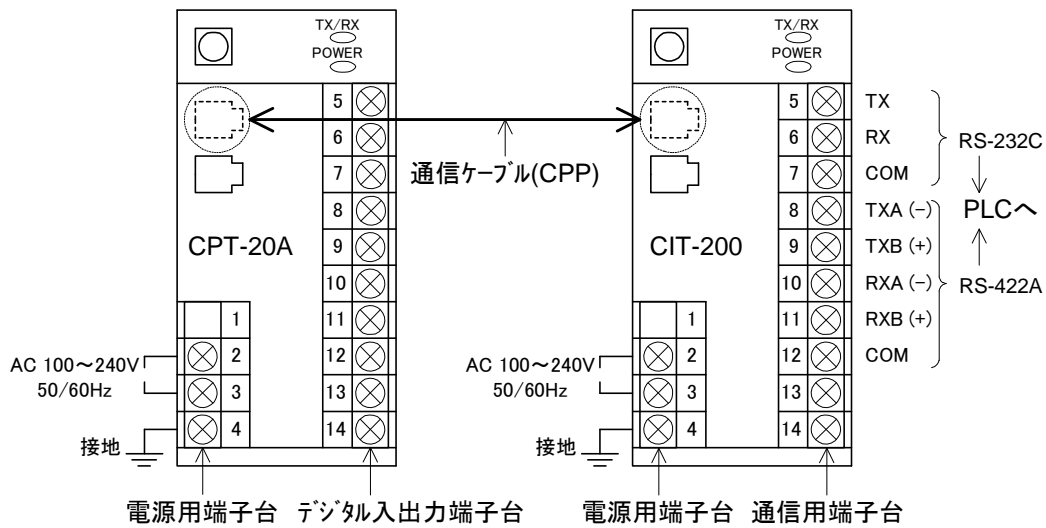 TX/RX
POWER
5
6
7
8
9
10
11
12
13
14
CPT-20A
1
2
3
4
AC 100～240V
50/60Hz
接地
電源用端子台
デジタル入出力端子台
通信ケーブル(CPP)
TX/RX
POWER
5 TX
6 RX
7 COM
8 TXA (−)
9 TXB (+)
10 RXA (−)
11 RXB (+)
12 COM
13
14
RS-232C
PLCへ
RS-422A
CIT-200
1
2
3
4
AC 100～240V
50/60Hz
接地
電源用端子台
通信用端子台